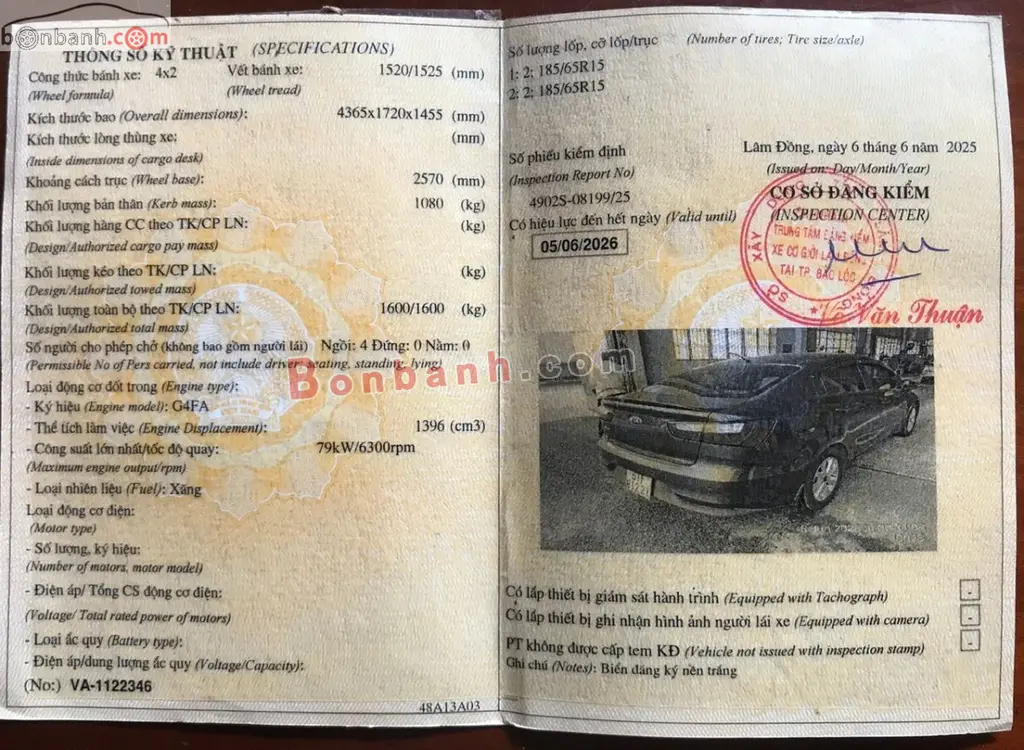 bonbanh.com
THÔNG SỐ KỸ THUẬT (SPECIFICATIONS)
Công thức bánh xe: 4x2 Vết bánh xe: 1520/1525 (mm)
(Wheel formula) (Wheel tread)
Kích thước bao (Overall dimensions): 4365x1720x1455 (mm)
Kích thước lòng thùng xe: (mm)
(Inside dimensions of cargo desk)
Khoảng cách trục (Wheel base): 2570 (mm)
Khối lượng bản thân (Kerb mass): 1080 (kg)
Khối lượng hàng CC theo TK/CP LN: (kg)
(Design/Authorized cargo pay mass)
Khối lượng kéo theo TK/CP LN: (kg)
(Design/Authorized towed mass)
Khối lượng toàn bộ theo TK/CP LN: 1600/1600 (kg)
(Design/Authorized total mass)
Số người cho phép chở (không bao gồm người lái) Ngồi: 4 Đứng: 0 Nằm: 0
(Permissible No of Pers carried, not include driver: seating, standing, lying)
Loại động cơ đốt trong (Engine type):
- Ký hiệu (Engine model): G4FA
- Thể tích làm việc (Engine Displacement): 1396 (cm3)
- Công suất lớn nhất/tốc độ quay: 79kW/6300rpm
(Maximum engine output/rpm)
- Loại nhiên liệu (Fuel): Xăng
Loại động cơ điện:
(Motor type)
- Số lượng, ký hiệu:
(Number of motors, motor model)
- Điện áp/ Tổng CS động cơ điện:
(Voltage/ Total rated power of motors)
- Loại ắc quy (Battery type):
- Điện áp/dung lượng ắc quy (Voltage/Capacity):
(No:) VA-1122346
48A13A03
Bonbanh.com
Số lượng lốp, cỡ lốp/trục (Number of tires; Tire size/axle)
1: 2; 185/65R15
2: 2; 185/65R15
Lâm Đồng, ngày 6 tháng 6 năm 2025
(Issued on: Day/Month/Year)
Số phiếu kiểm định
(Inspection Report No)
4902S-08199/25
CƠ SỞ ĐĂNG KIỂM
(INSPECTION CENTER)
Có hiệu lực đến hết ngày (Valid until)
05/06/2026
SỞ XÂY DỰNG
TRUNG TÂM ĐĂNG KIỂM
XE CƠ GIỚI LÂM ĐỒNG
TẠI TP. BẢO LỘC
Văn Thuận
Có lắp thiết bị giám sát hành trình (Equipped with Tachograph) -
Có lắp thiết bị ghi nhận hình ảnh người lái xe (Equipped with camera) -
PT không được cấp tem KĐ (Vehicle not issued with inspection stamp) -
Ghi chú (Notes): Biển đăng ký nền trắng